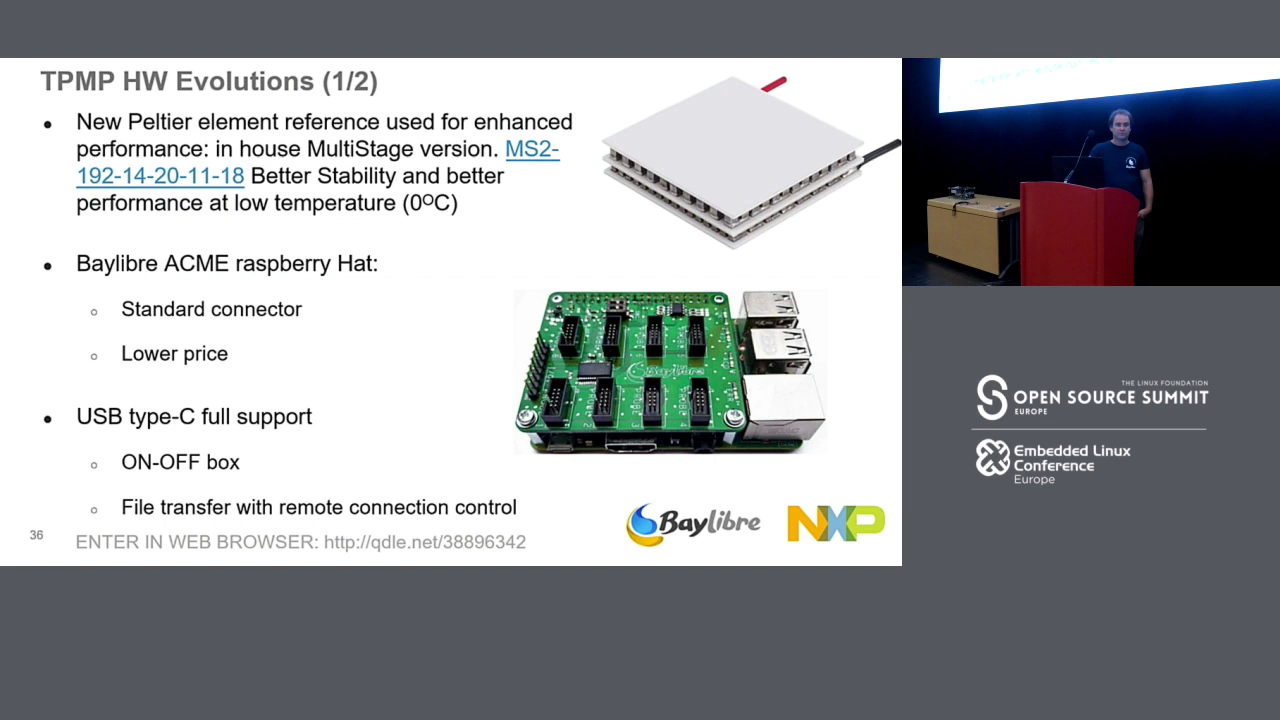 TPMP HW Evolutions (1/2)
New Peltier element reference used for enhanced
performance: in house MultiStage version. MS2-
192-14-20-11-18 Better Stability and better
performance at low temperature (0ºC)
Baylibre ACME raspberry Hat:
Standard connector
Lower price
USB type-C full support
ON-OFF box
File transfer with remote connection control
36
ENTER IN WEB BROWSER: http://qdle.net/38896342
Baylibre
NXP
BayLibre
THE LINUX FOUNDATION
OPEN SOURCE SUMMIT
EUROPE
Embedded Linux
Conference
Europe